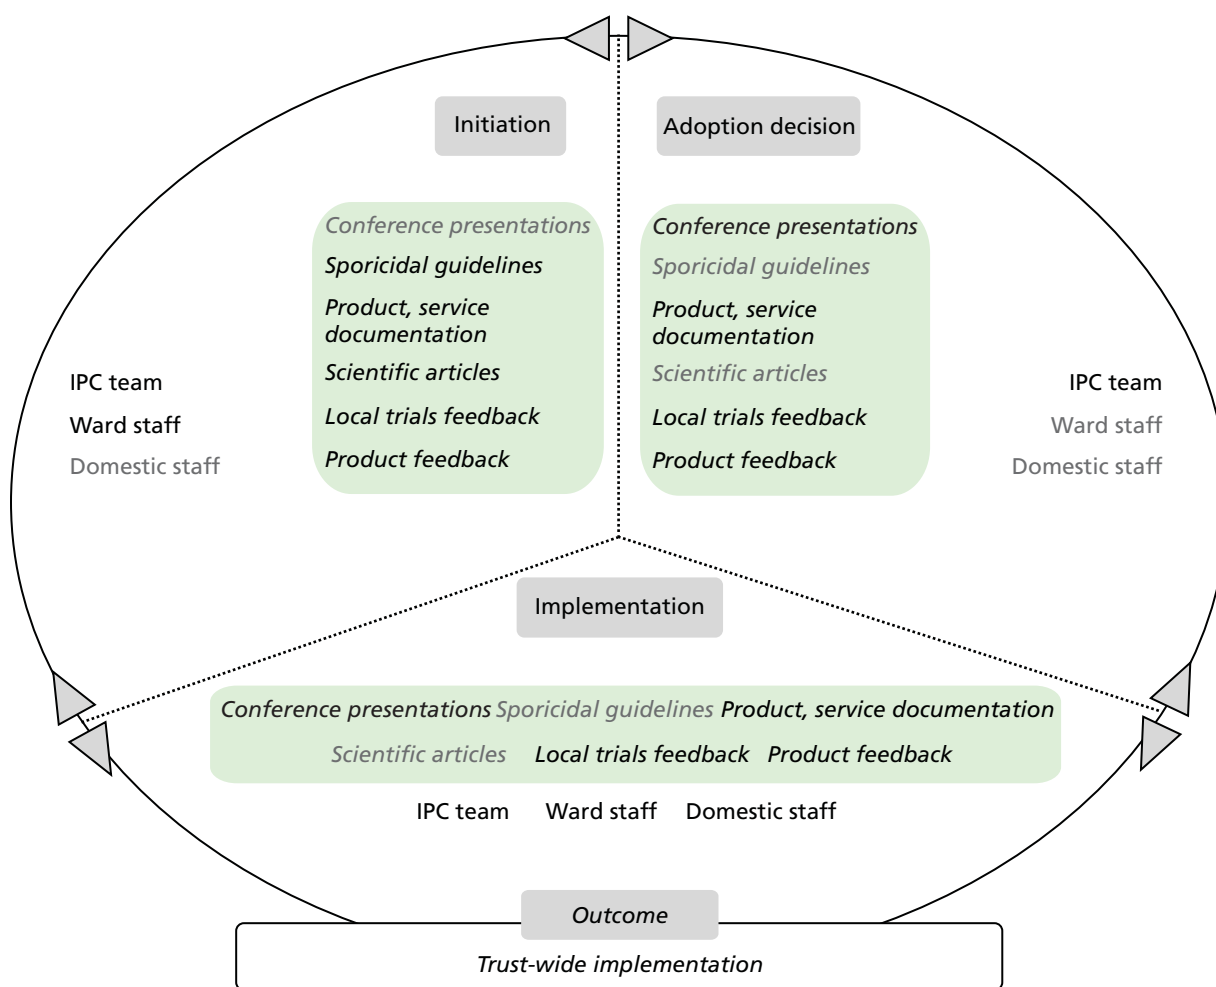 Initiation
Adoption decision
Conference presentations
Sporicidal guidelines
Product, service
documentation
Scientific articles
Local trials feedback
Product feedback
Conference presentations
Sporicidal guidelines
Product, service
documentation
Scientific articles
Local trials feedback
Product feedback
IPC team
Ward staff
Domestic staff
IPC team
Ward staff
Domestic staff
Implementation
Conference presentations Sporicidal guidelines Product, service documentation
Scientific articles Local trials feedback Product feedback
IPC team Ward staff Domestic staff
Outcome
Trust-wide implementation